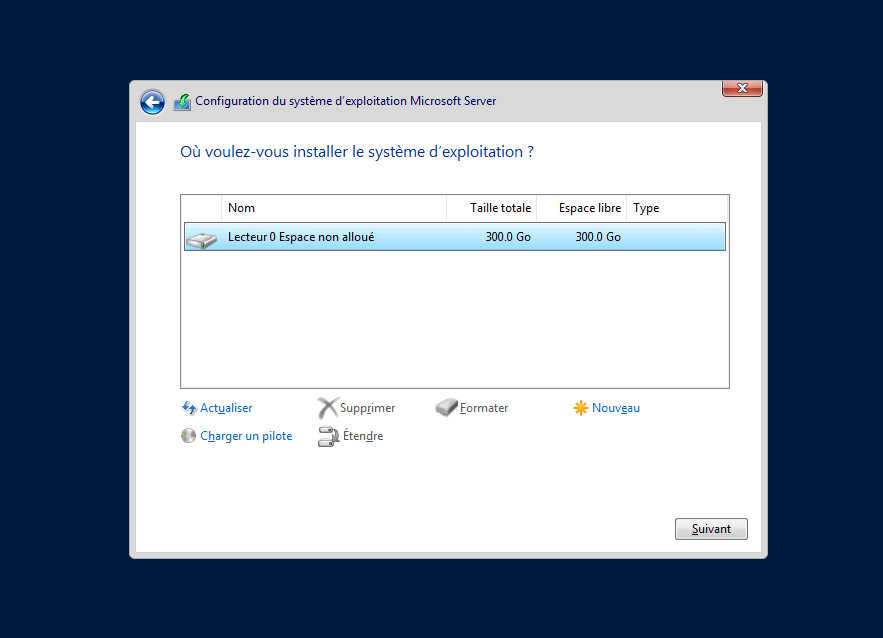 Configuration du système d'exploitation Microsoft Server
Où voulez-vous installer le système d'exploitation ?
Nom Taille totale Espace libre Type
Lecteur 0 Espace non alloué 300.0 Go 300.0 Go
Actualiser Supprimer Formater Nouveau
Charger un pilote Étendre
Suivant